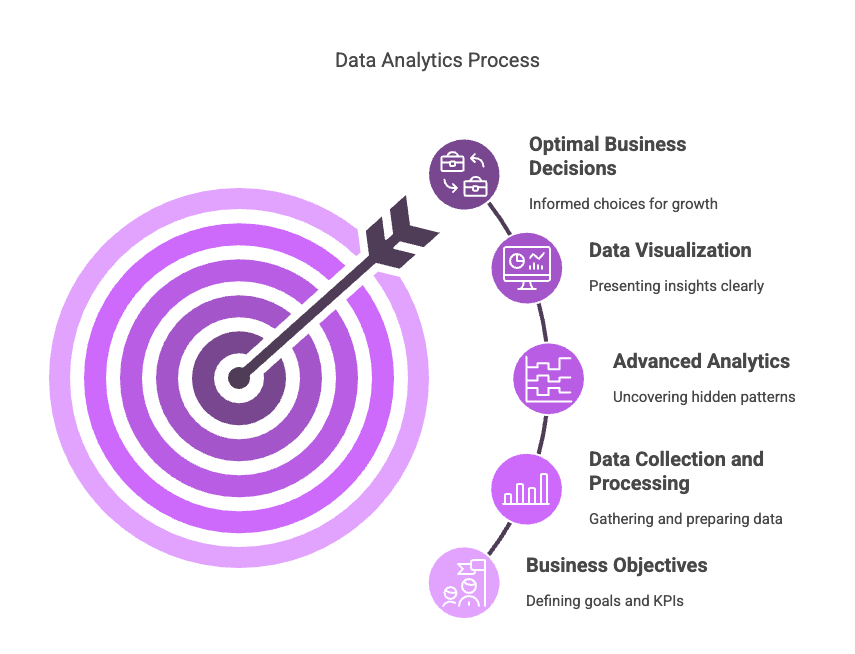 Data Analytics Process
Optimal Business
Decisions
Informed choices for growth
Data Visualization
Presenting insights clearly
Advanced Analytics
Uncovering hidden patterns
Data Collection and
Processing
Gathering and preparing data
Business Objectives
Defining goals and KPIs